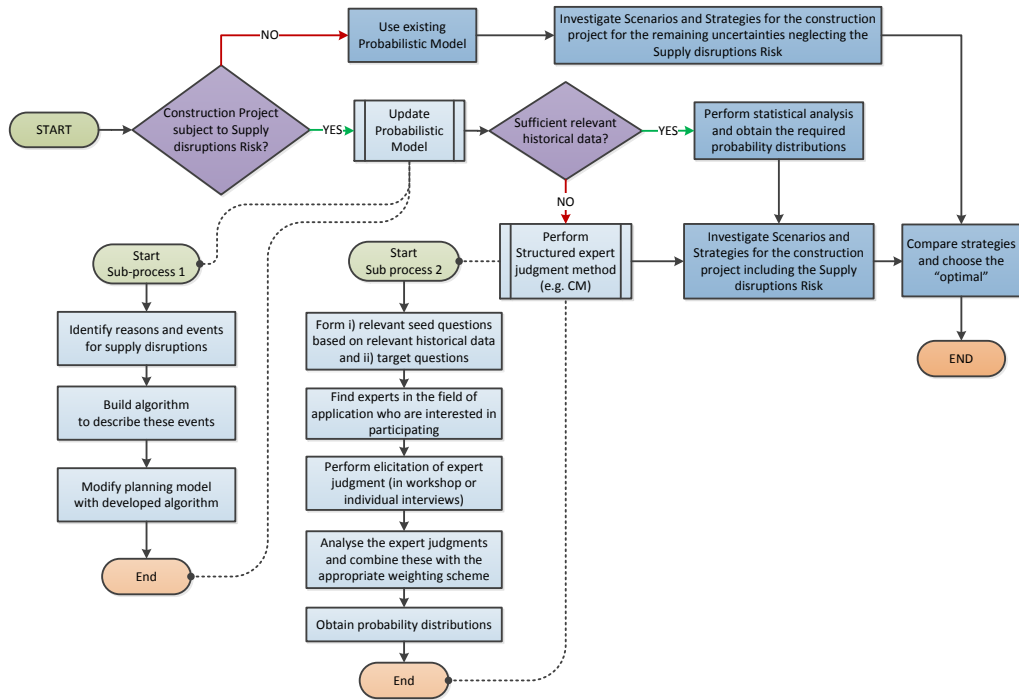 NO
Use existing
Probabilistic Model
Investigate Scenarios and Strategies for the construction
project for the remaining uncertainties neglecting the
Supply disruptions Risk
START
Construction Project
subject to Supply
disruptions Risk?
YES
Update
Probabilistic
Model
Sufficient relevant
historical data?
YES
Perform statistical analysis
and obtain the required
probability distributions
NO
Start
Sub-process 1
Start
Sub process 2
Perform
Structured expert
judgment method
(e.g. CM)
Investigate Scenarios and
Strategies for the construction
project including the Supply
disruptions Risk
Compare strategies
and choose the
“optimal”
Identify reasons and events
for supply disruptions
Form i) relevant seed questions
based on relevant historical data
and ii) target questions
END
Build algorithm
to describe these events
Find experts in the field of
application who are interested in
participating
Modify planning model
with developed algorithm
Perform elicitation of expert
judgment (in workshop or
individual interviews)
End
Analyse the expert judgments
and combine these with the
appropriate weighting scheme
Obtain probability distributions
End